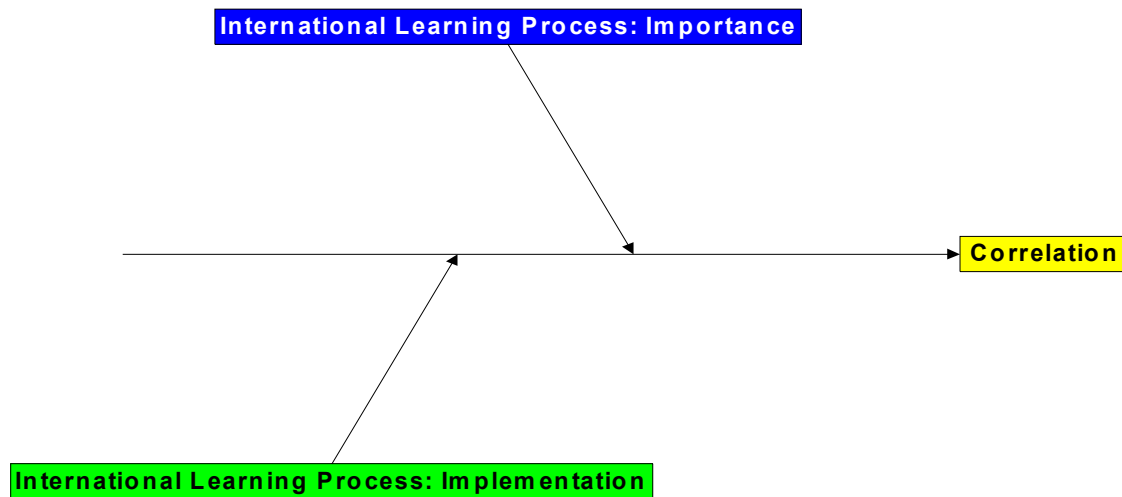 International Learning Process: Importance
Correlation
International Learning Process: Implementation